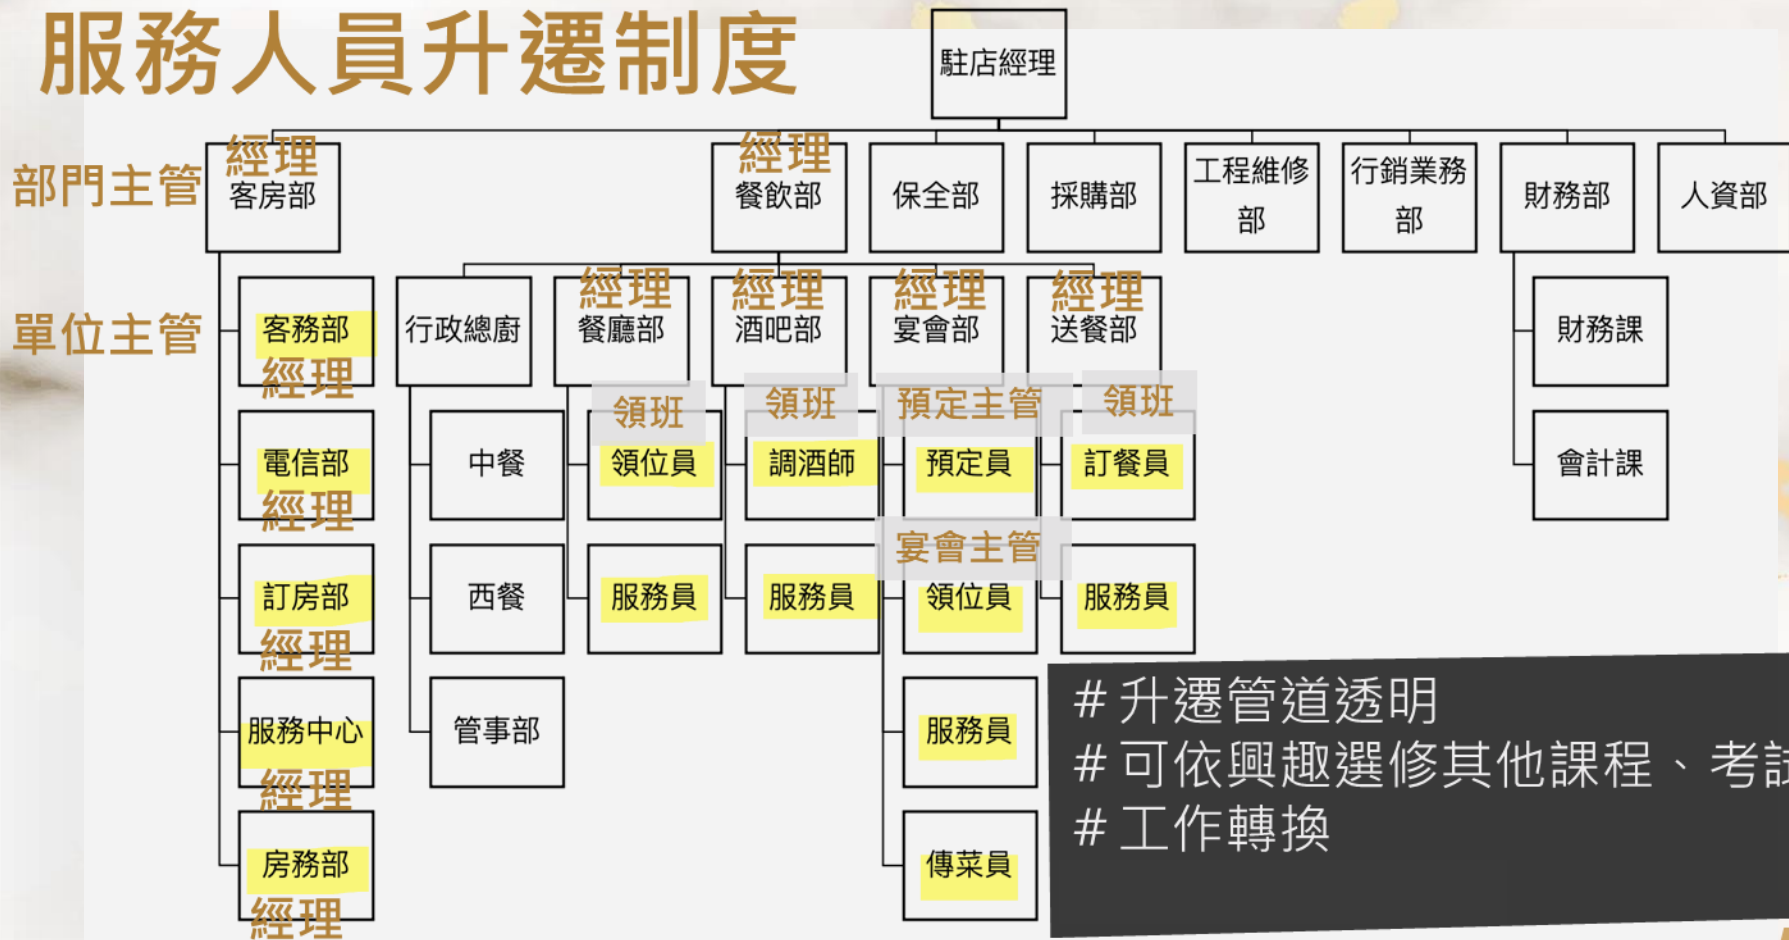 服務人員升遷制度
駐店經理
部門主管
經理
客房部
經理
餐飲部
保全部
採購部
工程維修
部
行銷業務
部
財務部
人資部
單位主管
客務部
經理
行政總廚
經理
餐廳部
經理
酒吧部
經理
宴會部
經理
送餐部
財務課
電信部
經理
中餐
領班
領位員
領班
調酒師
預定主管
預定員
領班
訂餐員
會計課
訂房部
經理
西餐
服務員
服務員
宴會主管
領位員
服務員
服務中心
經理
管事部
服務員
房務部
經理
傳菜員
#升遷管道透明
#可依興趣選修其他課程、考試
#工作轉換